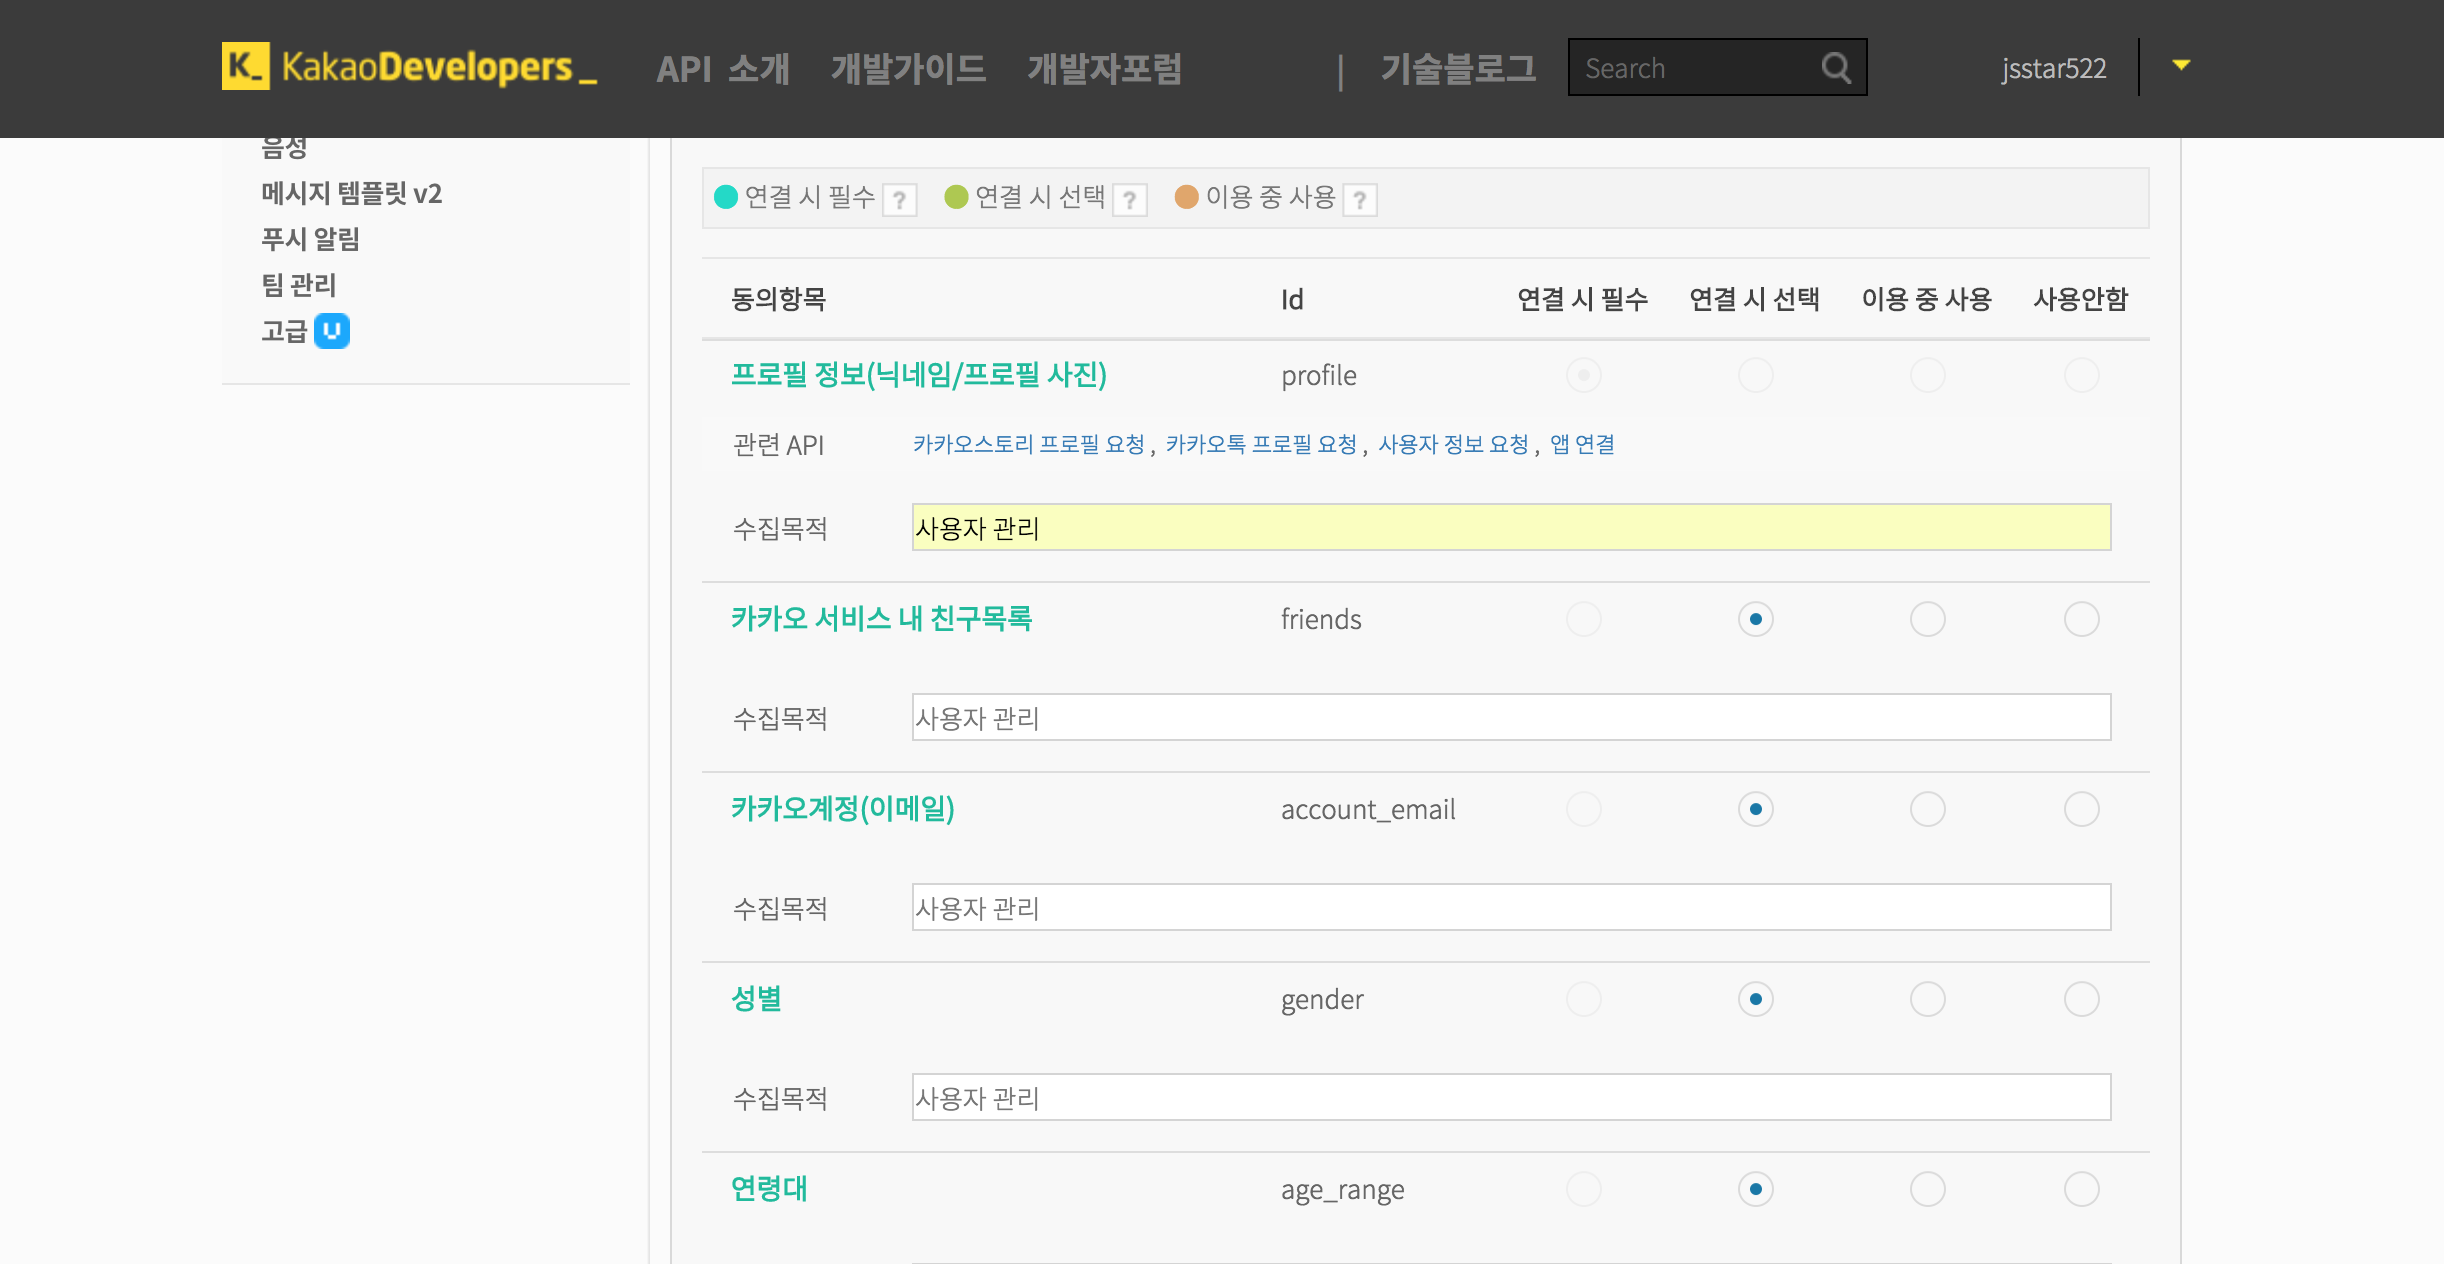 K_ KakaoDevelopers_ API 소개 개발가이드 개발자포럼 | 기술블로그 Search jsstar522
음성
메시지 템플릿 v2
푸시 알림
팀 관리
고급 U
연결 시 필수 ? 연결 시 선택 ? 이용 중 사용 ?
동의항목 Id 연결 시 필수 연결 시 선택 이용 중 사용 사용안함
프로필 정보(닉네임/프로필 사진) profile
관련 API 카카오스토리 프로필 요청 , 카카오톡 프로필 요청 , 사용자 정보 요청 , 앱 연결
수집목적 사용자 관리
카카오 서비스 내 친구목록 friends
수집목적 사용자 관리
카카오계정(이메일) account_email
수집목적 사용자 관리
성별 gender
수집목적 사용자 관리
연령대 age_range